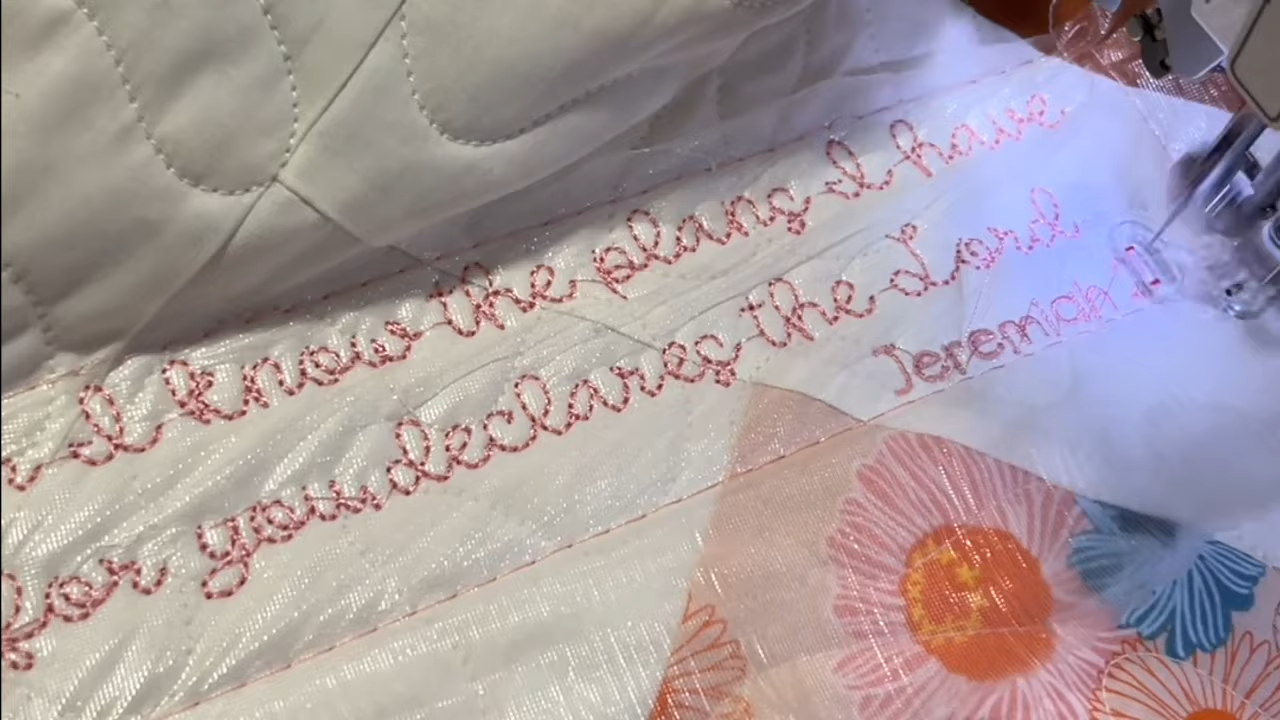 I know the plans I have
for you declares the Lord
Jeremiah